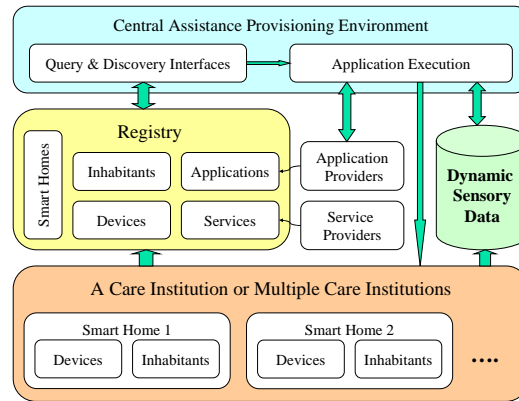 Central Assistance Provisioning Environment
Query & Discovery Interfaces
Application Execution
Registry
Smart Homes
Inhabitants
Applications
Devices
Services
Application
Providers
Service
Providers
Dynamic
Sensory
Data
A Care Institution or Multiple Care Institutions
Smart Home 1
Devices
Inhabitants
Smart Home 2
Devices
Inhabitants
....